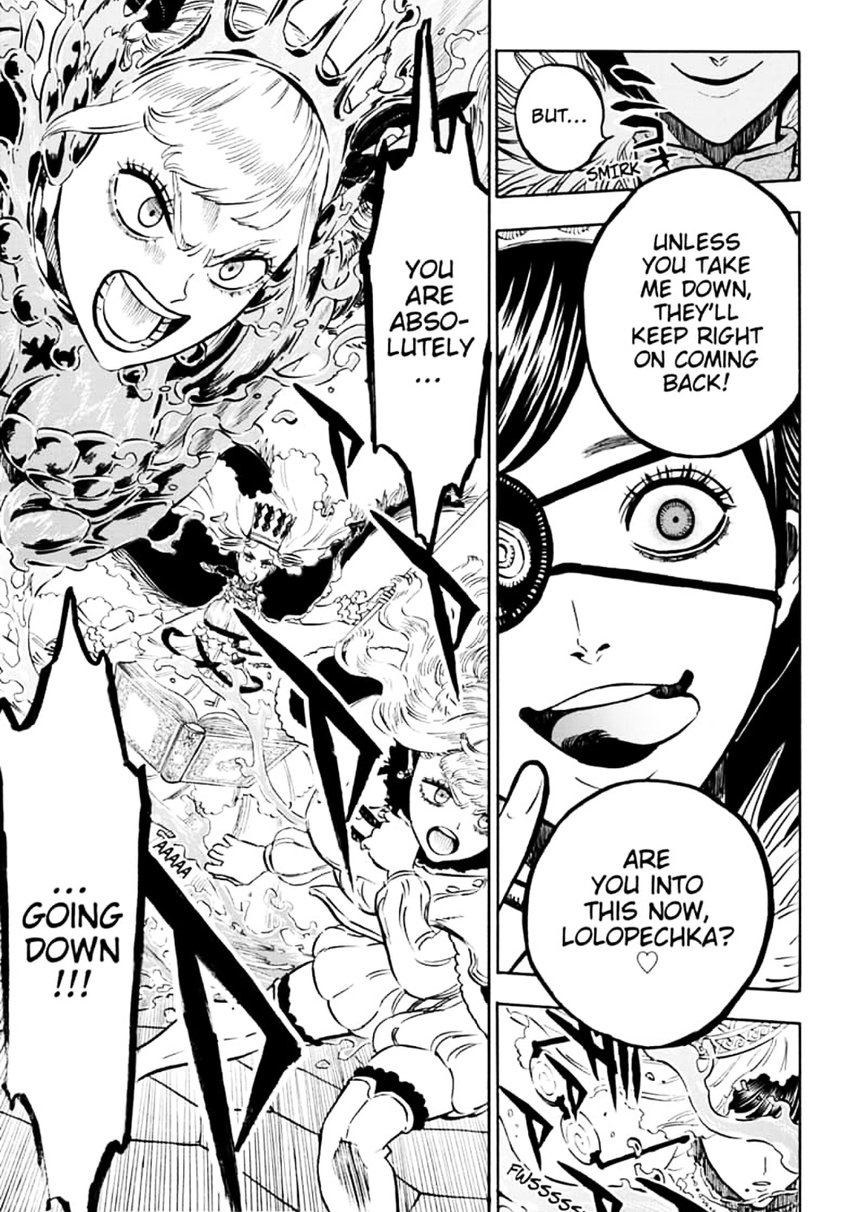 BUT...
SMIRK
UNLESS
YOU TAKE
ME DOWN,
THEY'LL
KEEP RIGHT
ON COMING
BACK!
ARE
YOU INTO
THIS NOW,
LOLOPECHKA?
♡
FWSSSSS
YOU
ARE
ABSO-
LUTELY
...
AAAAA
...
GOING
DOWN
!!!